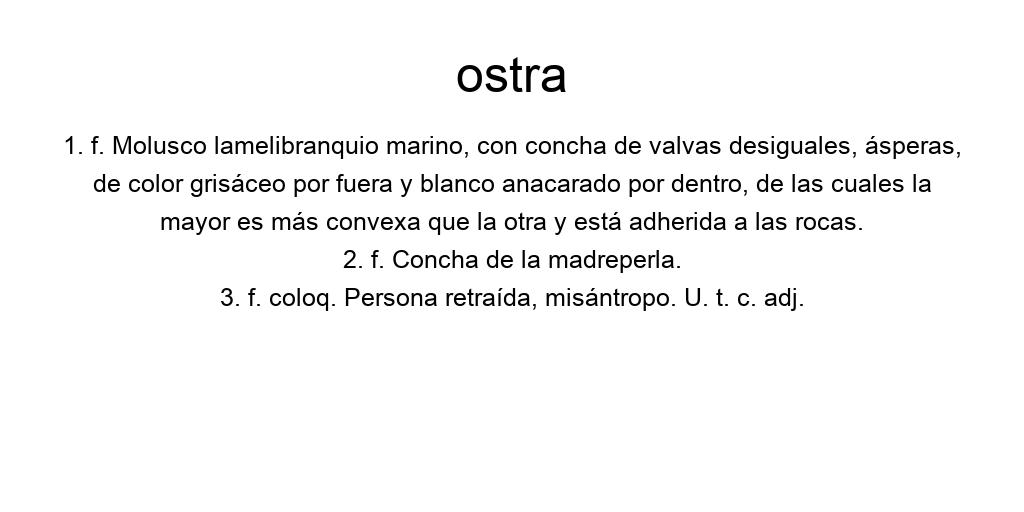 ostra
1. f. Molusco lamelibranquio marino, con concha de valvas desiguales, ásperas,
de color grisáceo por fuera y blanco anacarado por dentro, de las cuales la
mayor es más convexa que la otra y está adherida a las rocas.
2. f. Concha de la madreperla.
3. f. coloq. Persona retraída, misántropo. U. t. c. adj.